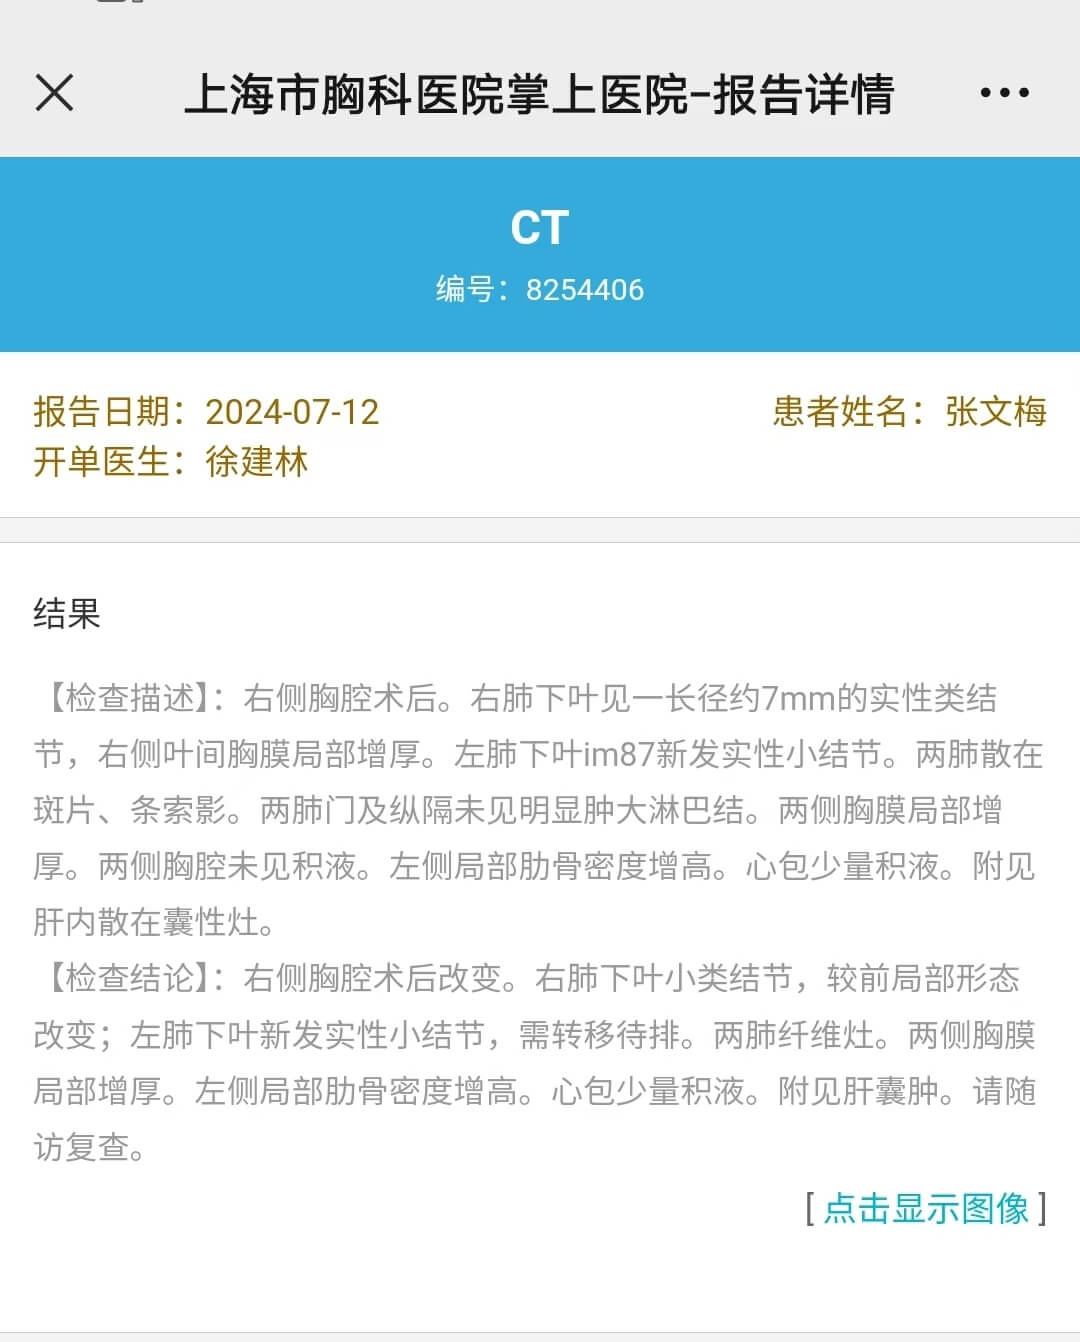 上海市胸科医院掌上医院-报告详情
CT
编号：8254406
报告日期：2024-07-12
患者姓名：张文梅
开单医生：徐建林
结果
【检查描述】：右侧胸腔术后。右肺下叶见一长径约7mm的实性类结
节，右侧叶间胸膜局部增厚。左肺下叶im87新发实性小结节。两肺散在
斑片、条索影。两肺门及纵隔未见明显肿大淋巴结。两侧胸膜局部增
厚。两侧胸腔未见积液。左侧局部肋骨密度增高。心包少量积液。附见
肝内散在囊性灶。
【检查结论】：右侧胸腔术后改变。右肺下叶小类结节，较前局部形态
改变；左肺下叶新发实性小结节，需转移待排。两肺纤维灶。两侧胸膜
局部增厚。左侧局部肋骨密度增高。心包少量积液。附见肝囊肿。请随
访复查。
[点击显示图像]